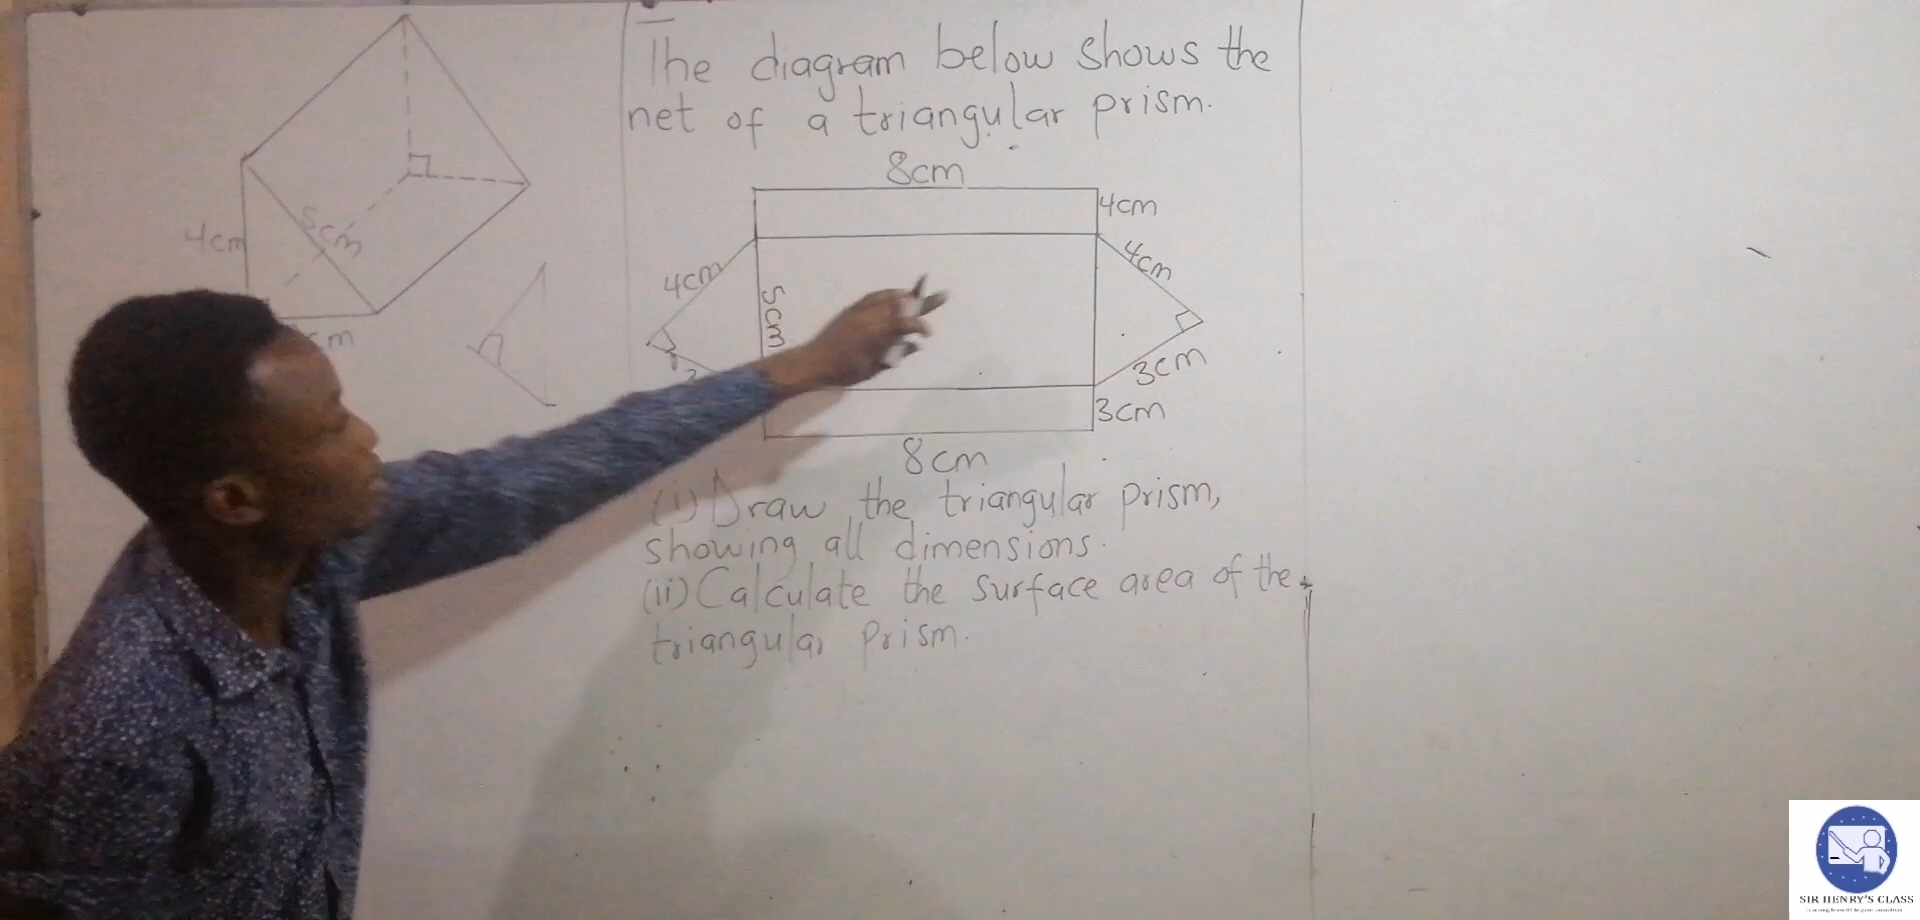 The diagram below shows the
net of a triangular prism.
8cm
4cm
4cm
4cm
5cm
3cm
3cm
8cm
(i) Draw the triangular prism,
showing all dimensions.
(ii) Calculate the surface area of the
triangular prism.
4cm
5cm
SIR HENRY'S CLASS